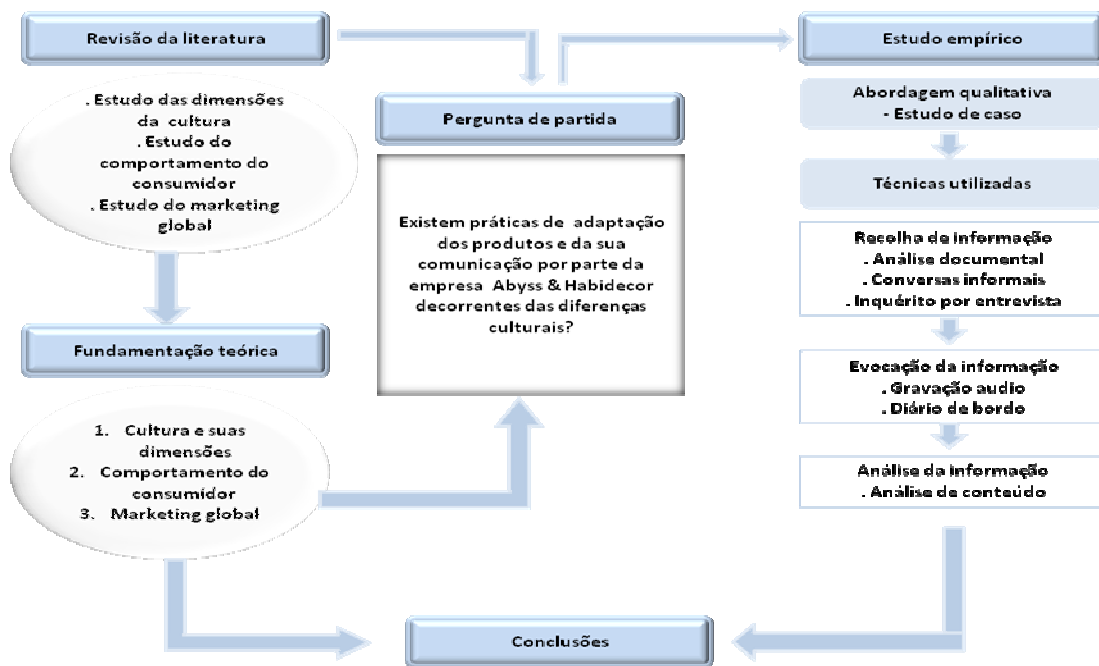 Revisão da literatura
. Estudo das dimensões
da cultura
. Estudo do
comportamento do
consumidor
. Estudo do marketing
global
Fundamentação teórica
1. Cultura e suas
dimensões
2. Comportamento do
consumidor
3. Marketing global
Pergunta de partida
Existem práticas de adaptação
dos produtos e da sua
comunicação por parte da
empresa Abyss & Habidecor
decorrentes das diferenças
culturais?
Estudo empírico
Abordagem qualitativa
- Estudo de caso
Técnicas utilizadas
Recolha de informação
. Análise documental
. Conversas informais
. Inquérito por entrevista
Evocação da informação
. Gravação audio
. Diário de bordo
Análise da informação
. Análise de conteúdo
Conclusões